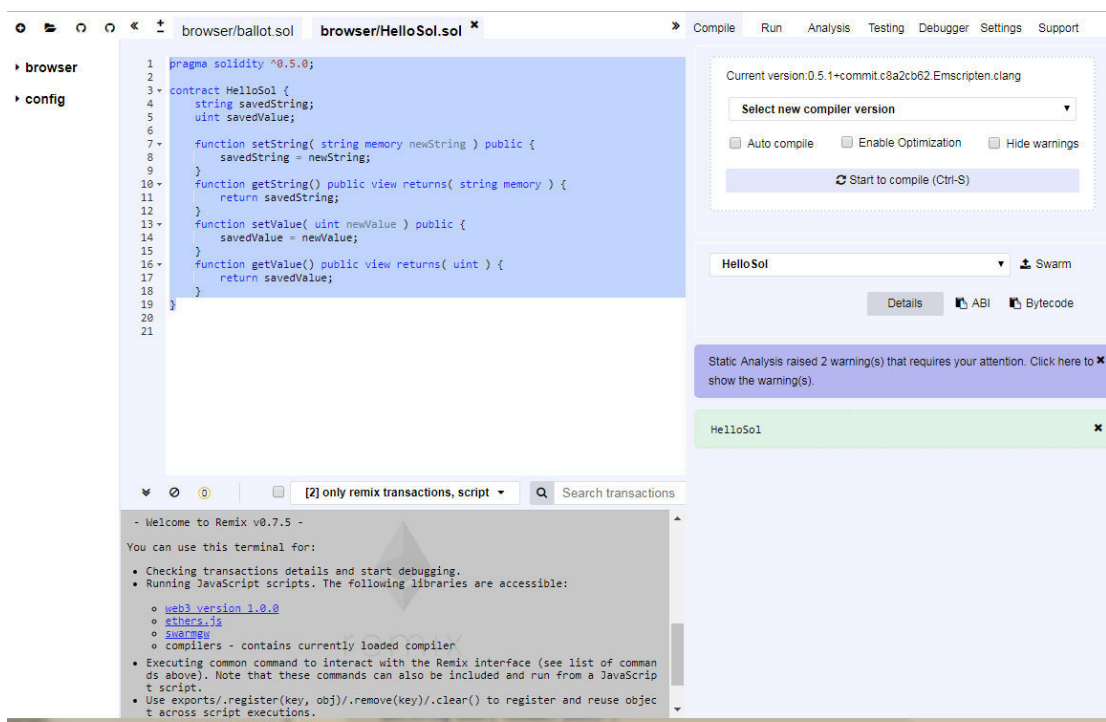 browser/ballot.sol browser/HelloSol.sol
Compile Run Analysis Testing Debugger Settings Support
browser
config
1 pragma solidity ^0.5.0;
2
3 contract HelloSol {
4 string savedString;
5 uint savedValue;
6
7 function setString( string memory newString ) public {
8 savedString = newString;
9 }
10 function getString() public view returns( string memory ) {
11 return savedString;
12 }
13 function setValue( uint newValue ) public {
14 savedValue = newValue;
15 }
16 function getValue() public view returns( uint ) {
17 return savedValue;
18 }
19 }
20
21
Current version:0.5.1+commit.c8a2cb62.Emscripten.clang
Select new compiler version
Auto compile Enable Optimization Hide warnings
Start to compile (Ctrl-S)
HelloSol Swarm
Details ABI Bytecode
Static Analysis raised 2 warning(s) that requires your attention. Click here to
show the warning(s).
HelloSol
0 [2] only remix transactions, script Search transactions
- Welcome to Remix v0.7.5 -
You can use this terminal for:
Checking transactions details and start debugging.
Running JavaScript scripts. The following libraries are accessible:
web3 version 1.0.0
ethers.js
swarmgw
compilers - contains currently loaded compiler
remix
Executing common command to interact with the Remix interface (see list of comman
ds above). Note that these commands can also be included and run from a JavaScrip
t script.
Use exports/.register(key, obj)/.remove(key)/.clear() to register and reuse objec
t across script executions.